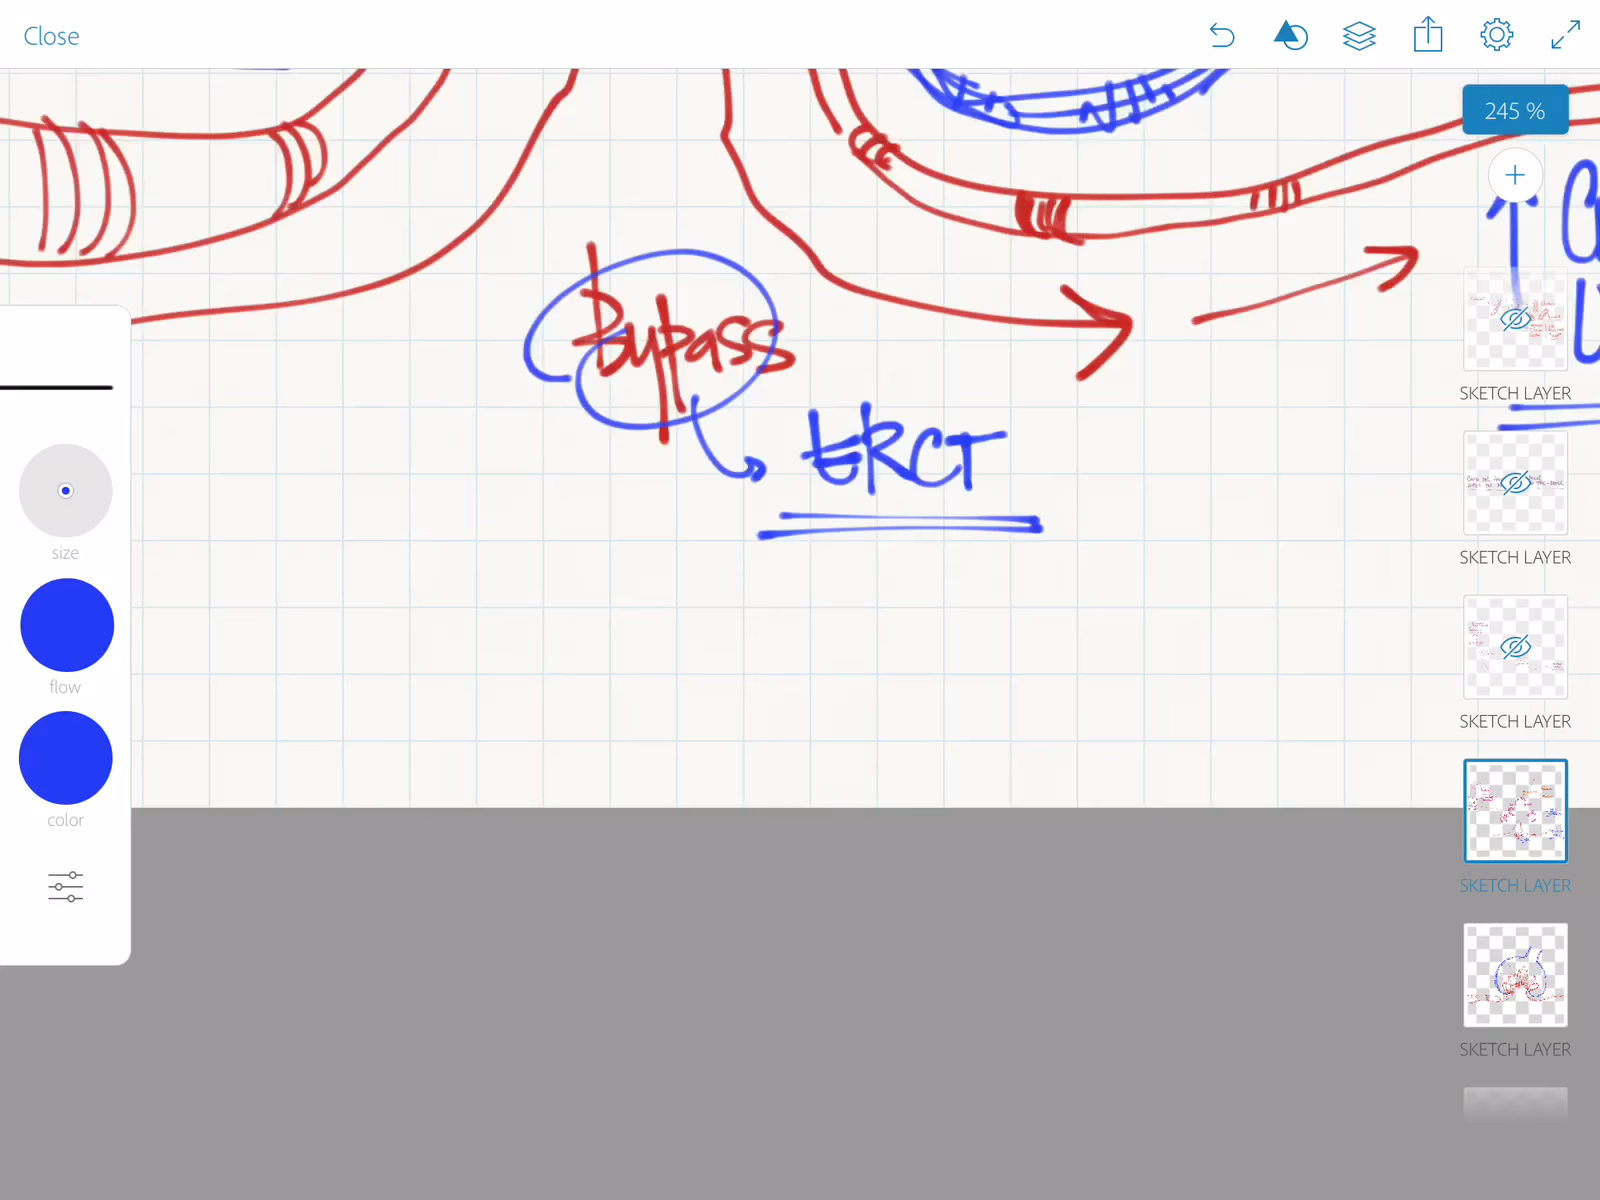 Close
245 %
Bypass
ERCT
size
flow
color
SKETCH LAYER
SKETCH LAYER
SKETCH LAYER
SKETCH LAYER
SKETCH LAYER